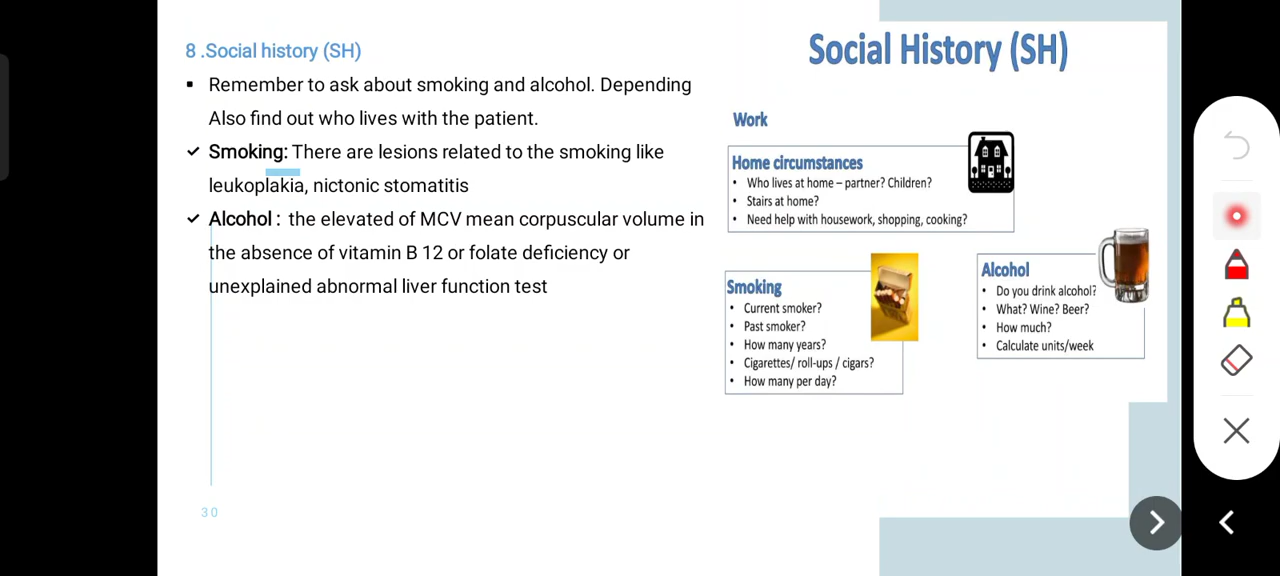 8 .Social history (SH)
▪ Remember to ask about smoking and alcohol. Depending
Also find out who lives with the patient.
✓ Smoking: There are lesions related to the smoking like
leukoplakia, nictonic stomatitis
✓ Alcohol : the elevated of MCV mean corpuscular volume in
the absence of vitamin B 12 or folate deficiency or
unexplained abnormal liver function test
30
Social History (SH)
Work
Home circumstances
• Who lives at home – partner? Children?
• Stairs at home?
• Need help with housework, shopping, cooking?
Smoking
• Current smoker?
• Past smoker?
• How many years?
• Cigarettes/ roll-ups / cigars?
• How many per day?
Alcohol
• Do you drink alcohol?
• What? Wine? Beer?
• How much?
• Calculate units/week